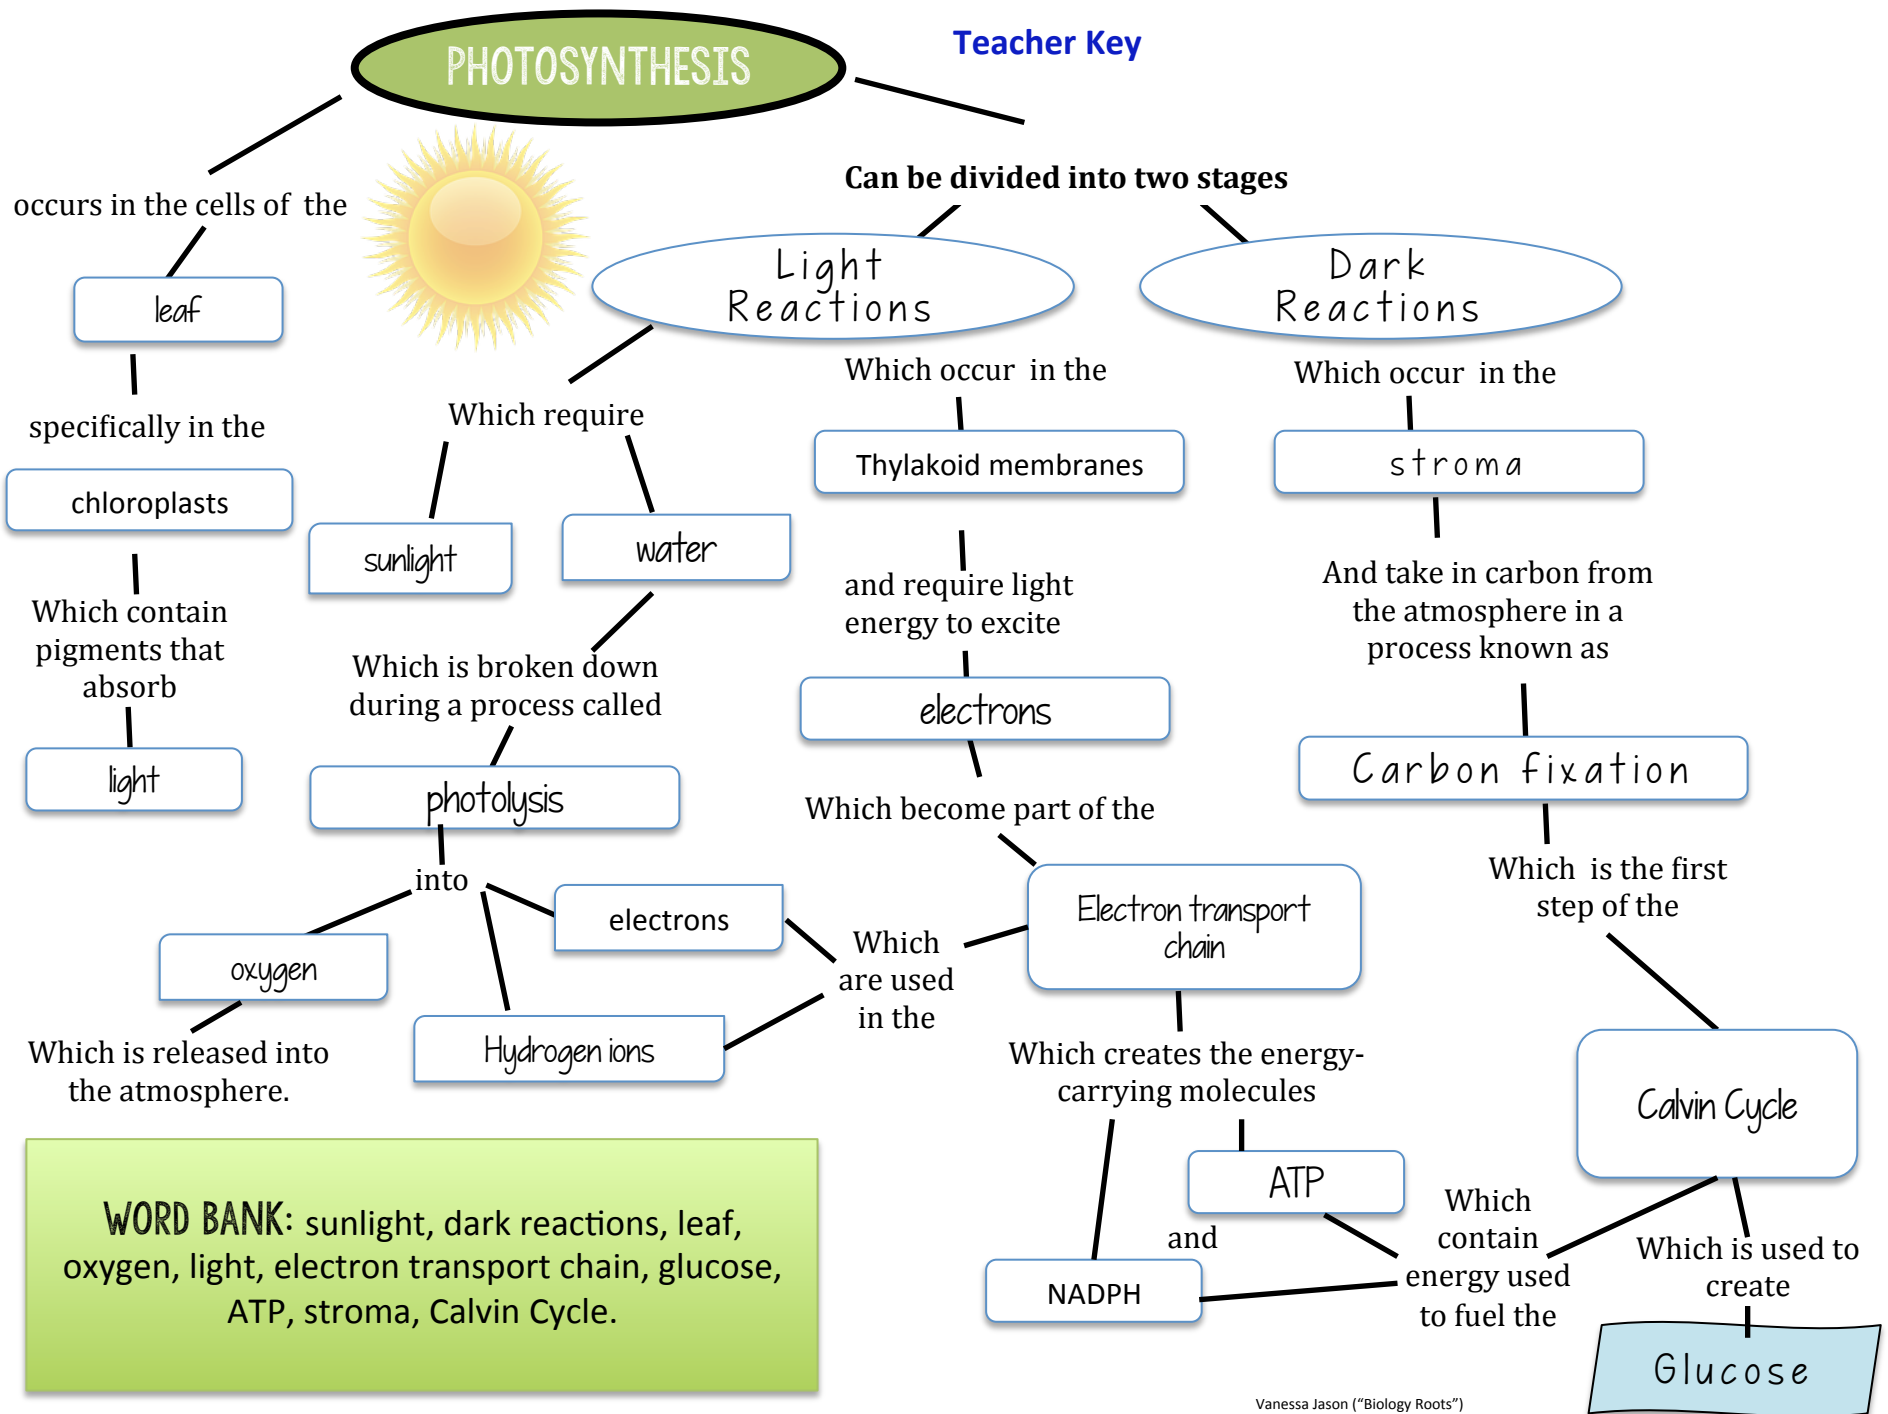 PHOTOSYNTHESIS
Teacher Key
occurs in the cells of the
leaf
specifically in the
chloroplasts
Which contain
pigments that
absorb
light
Can be divided into two stages
Light
Reactions
Which require
sunlight
water
Which is broken down
during a process called
photolysis
into
oxygen
Which is released into
the atmosphere.
electrons
Hydrogen ions
Which
are used
in the
Which occur in the
Thylakoid membranes
and require light
energy to excite
electrons
Which become part of the
Electron transport
chain
Which creates the energy-
carrying molecules
ATP
and
NADPH
Which
contain
energy used
to fuel the
Dark
Reactions
Which occur in the
stroma
And take in carbon from
the atmosphere in a
process known as
Carbon fixation
Which is the first
step of the
Calvin Cycle
Which is used to
create
Glucose
WORD BANK: sunlight, dark reactions, leaf,
oxygen, light, electron transport chain, glucose,
ATP, stroma, Calvin Cycle.
Vanessa Jason (“Biology Roots”)